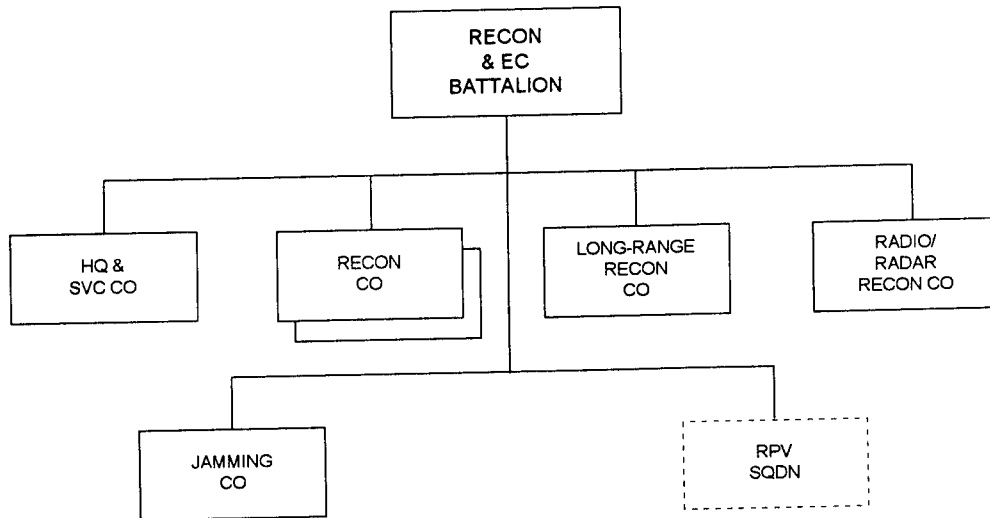 RECON
& EC
BATTALION
HQ &
SVC CO
RECON
CO
LONG-RANGE
RECON
CO
RADIO/
RADAR
RECON CO
JAMMING
CO
RPV
SQDN